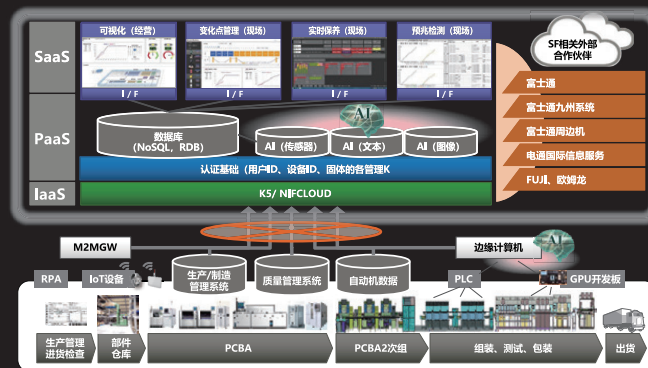 可视化（经营）
变化点管理（现场）
实时保养（现场）
预兆检测（现场）
SaaS
I / F
I / F
I / F
I / F
SF相关外部
合作伙伴
富士通
富士通九州系统
富士通周边机
电通国际信息服务
FUJI、欧姆龙
PaaS
数据库
（NoSQL，RDB）
AI
AI（传感器）
AI（文本）
AI（图像）
认证基础（用户ID、设备ID、固体的各管理K
IaaS
K5/ NIFCLOUD
M2MGW
边缘计算机
AI
RPA
IoT设备
生产/制造
管理系统
质量管理系统
自动机数据
PLC
GPU开发板
生产管理
进货检查
部件
仓库
PCBA
PCBA2次组
组装、测试、包装
出货